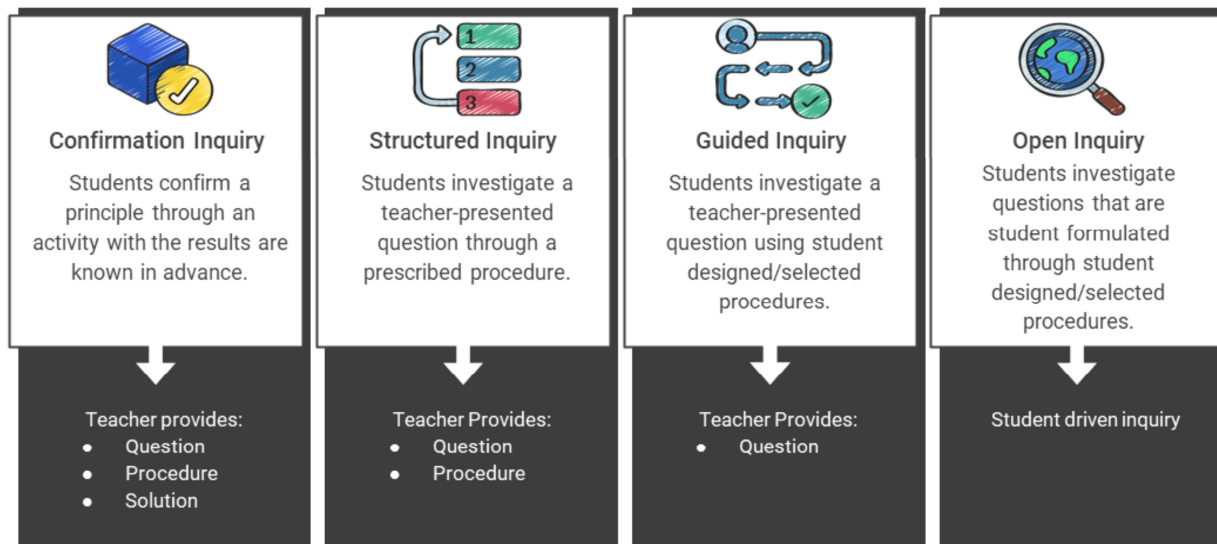 1
2
3
Confirmation Inquiry
Students confirm a
principle through an
activity with the results are
known in advance.
Teacher provides:
● Question
● Procedure
● Solution
Structured Inquiry
Students investigate a
teacher-presented
question through a
prescribed procedure.
Teacher Provides:
● Question
● Procedure
Guided Inquiry
Students investigate a
teacher-presented
question using student
designed/selected
procedures.
Teacher Provides:
● Question
Open Inquiry
Students investigate
questions that are
student formulated
through student
designed/selected
procedures.
Student driven inquiry